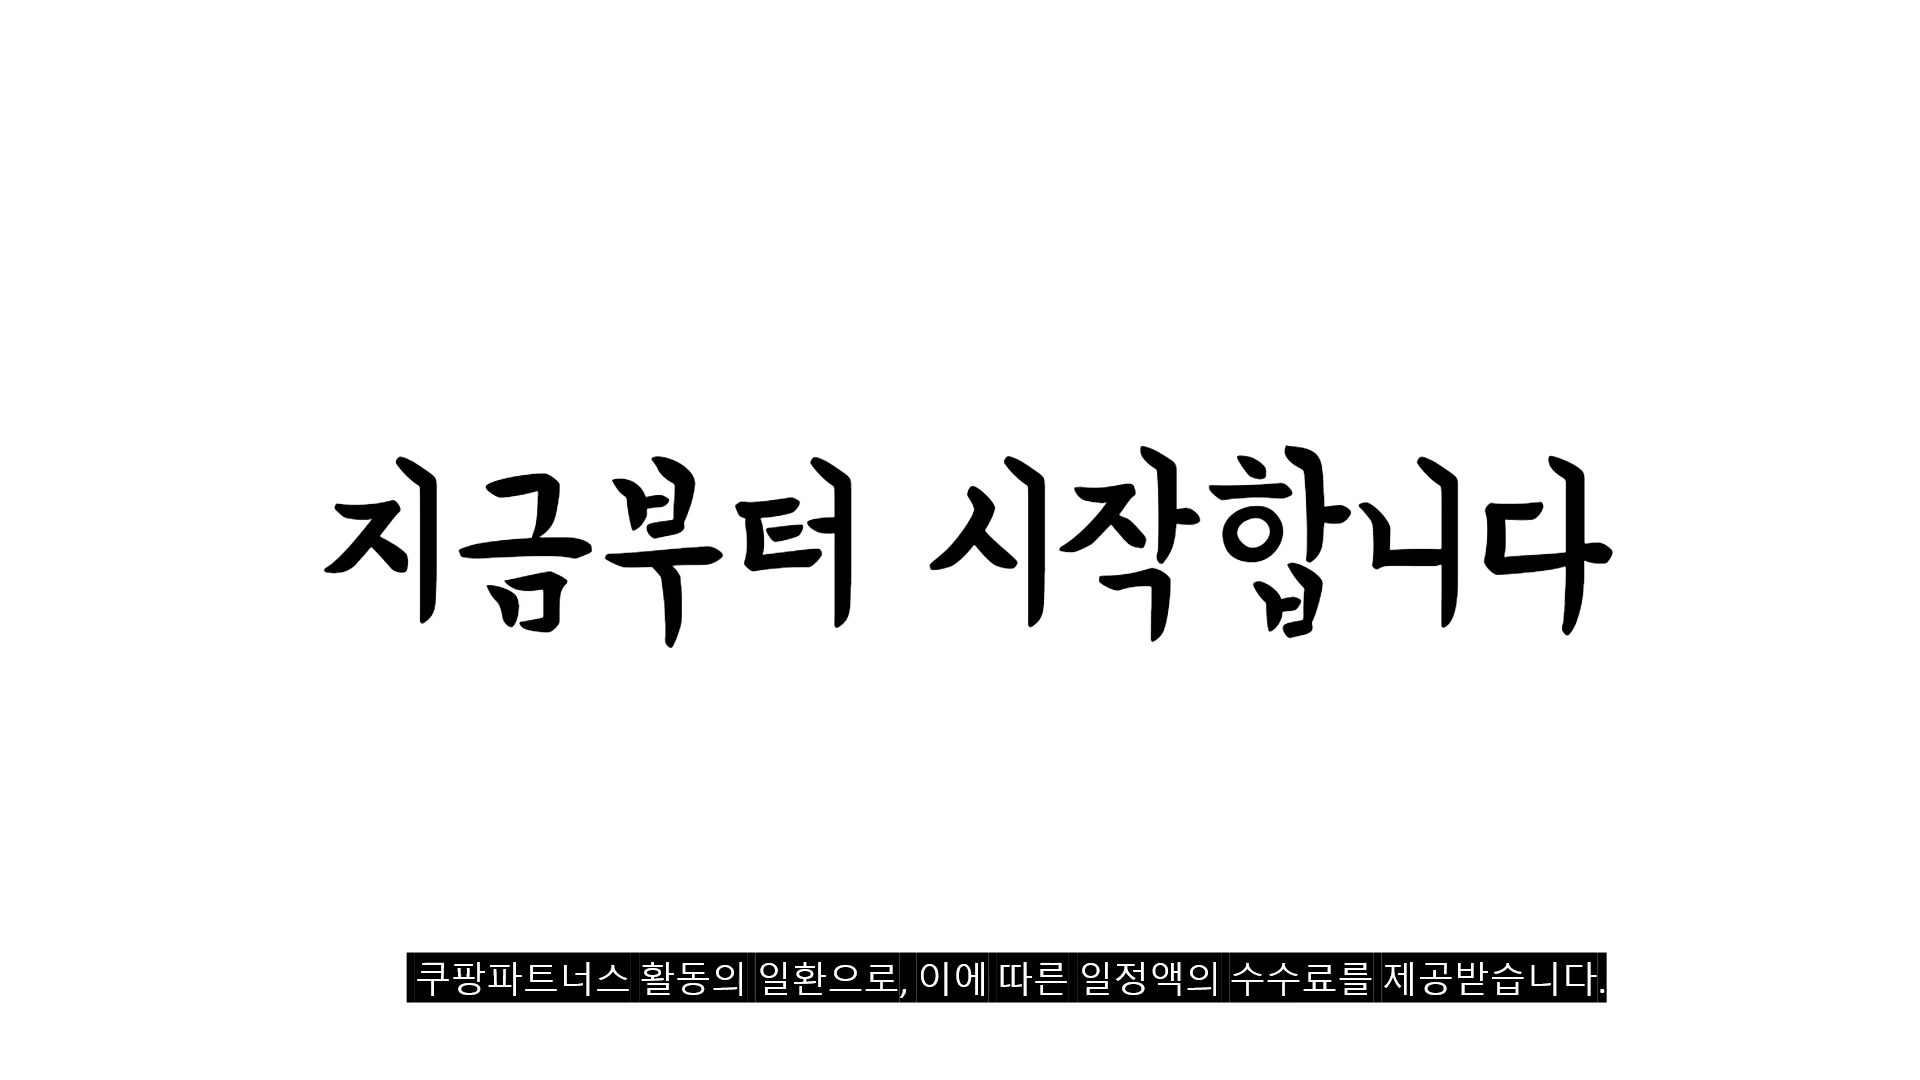 지금부터 시작합니다
쿠팡파트너스 활동의 일환으로, 이에 따른 일정액의 수수료를 제공받습니다.